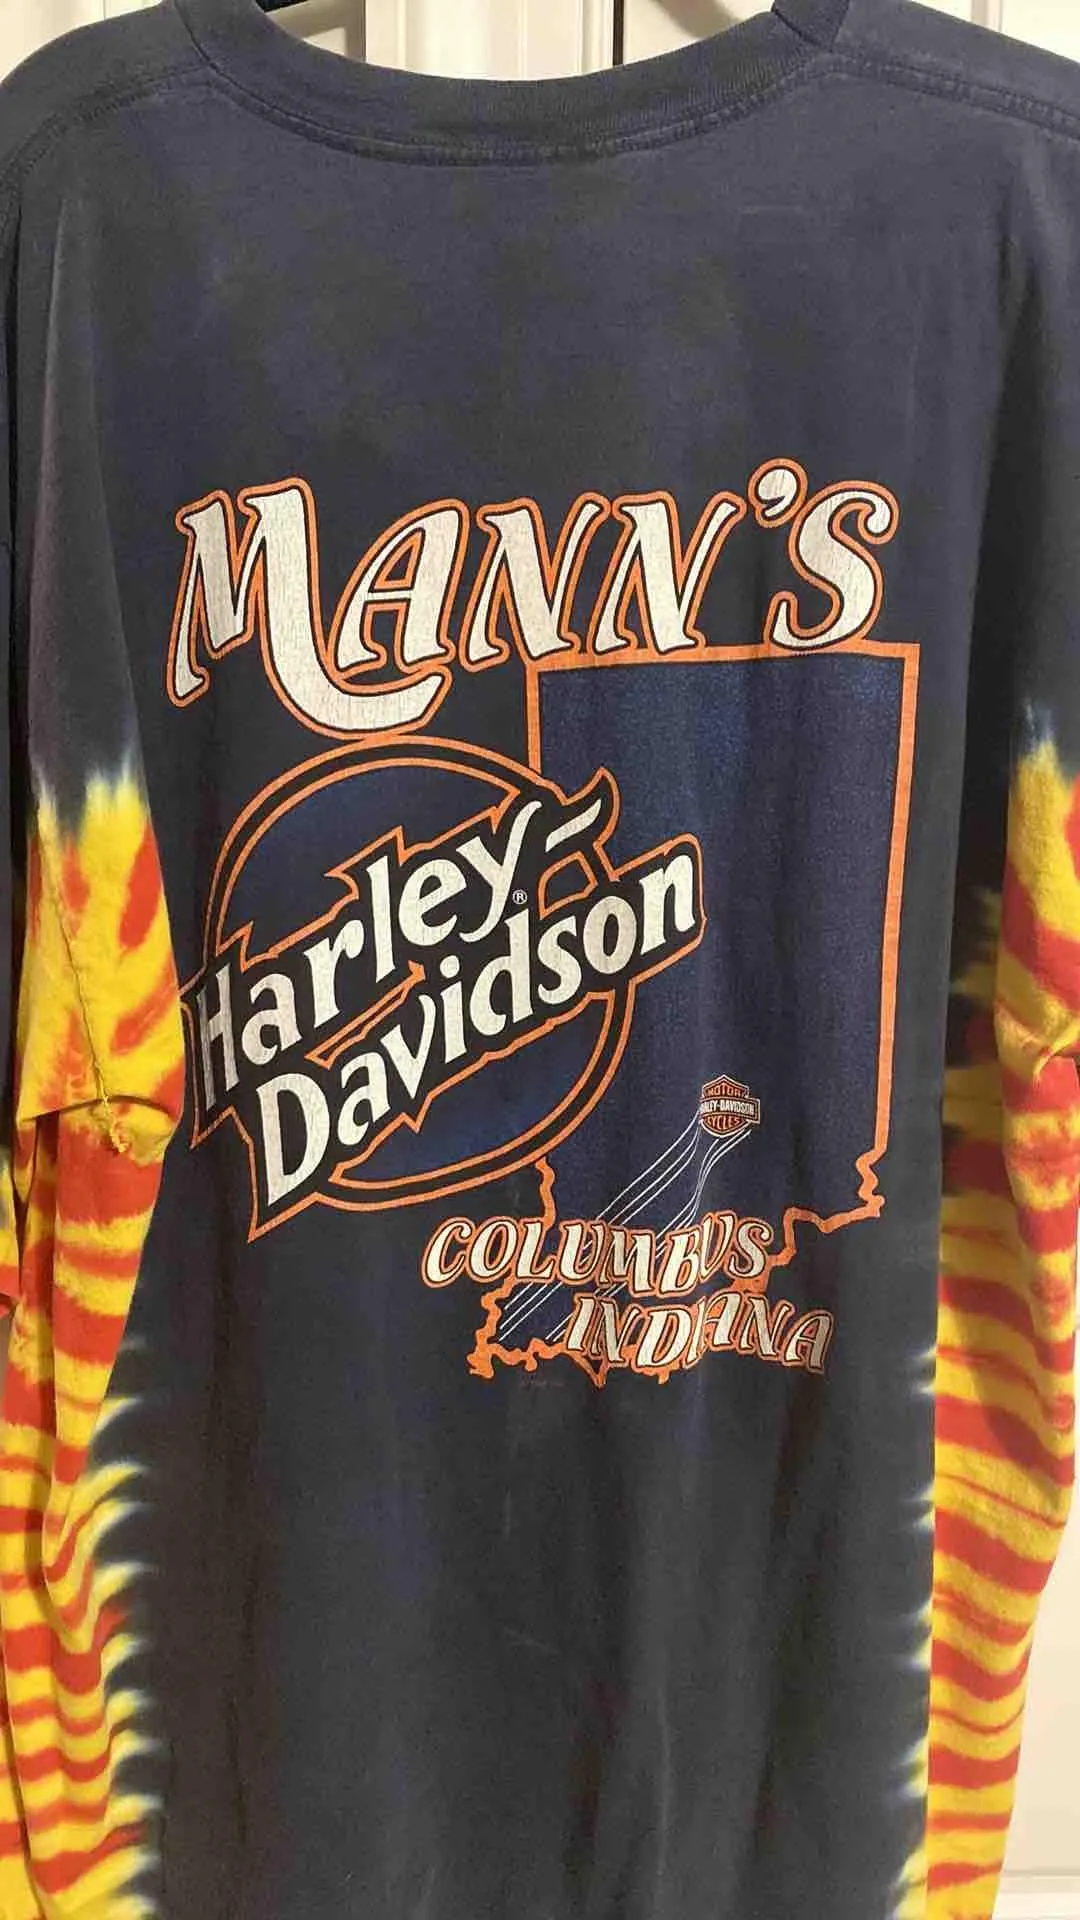 MANN'S
Harley-
Davidson
®
MOTOR
HARLEY-DAVIDSON
CYCLES
COLUMBUS
INDIANA